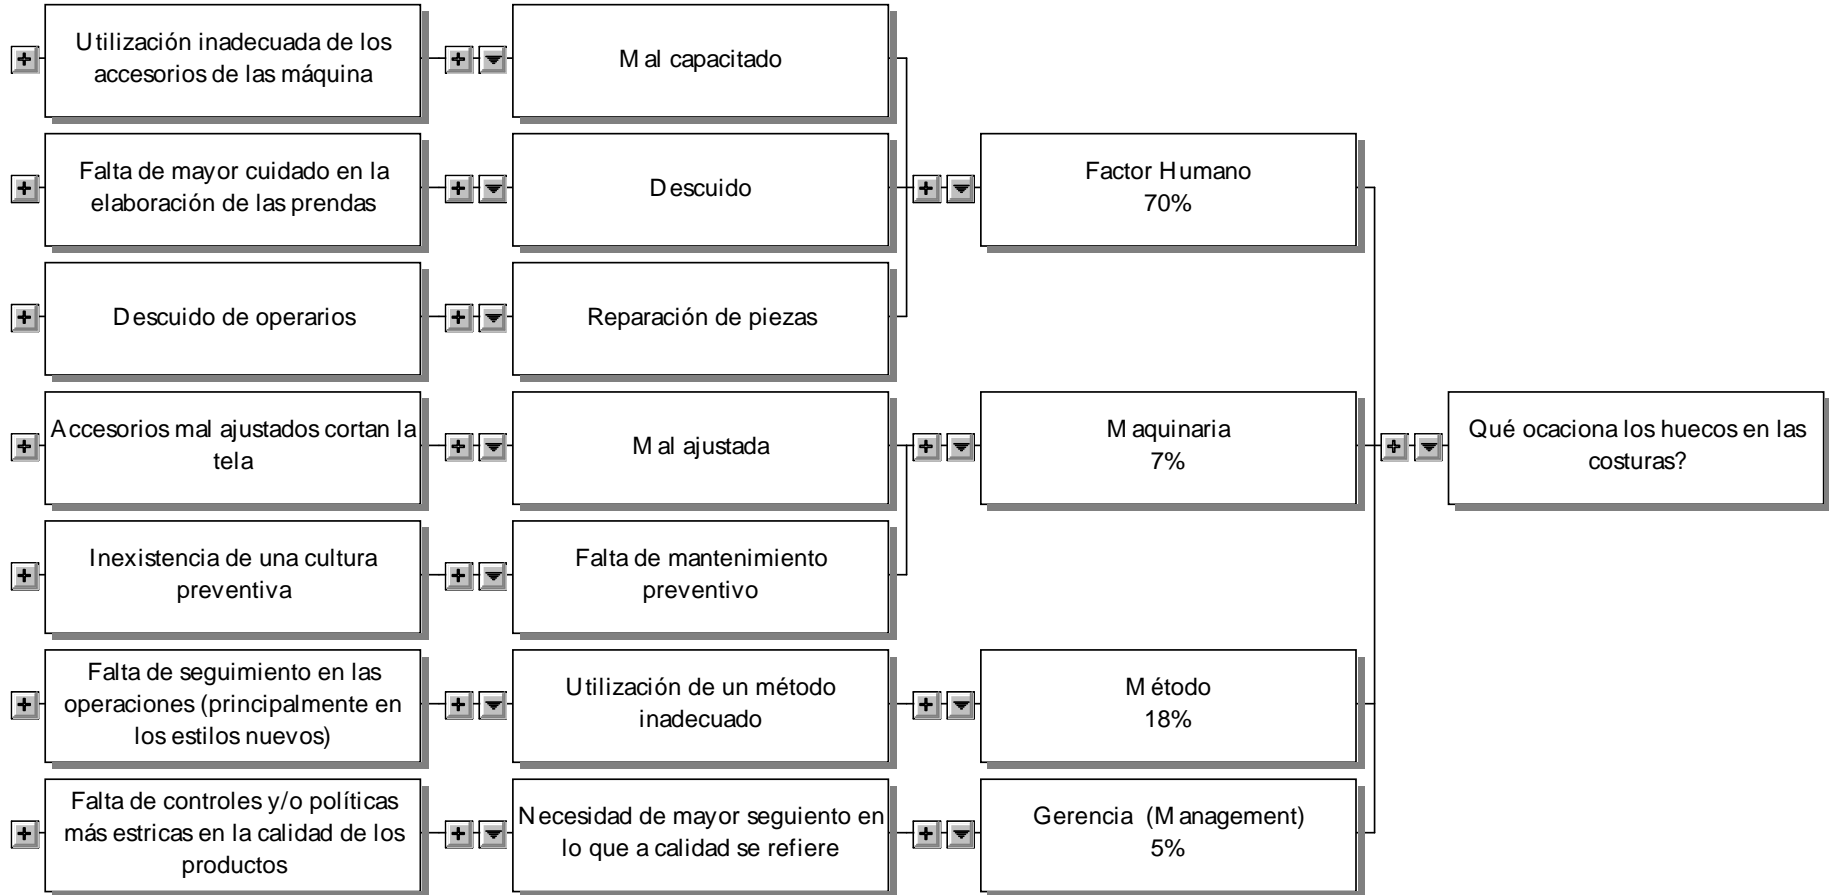 Utilización inadecuada de los
accesorios de las máquina
Mal capacitado
Falta de mayor cuidado en la
elaboración de las prendas
Descuido
Factor Humano
70%
Descuido de operarios
Reparación de piezas
Accesorios mal ajustados cortan la
tela
Mal ajustada
Maquinaria
7%
Qué ocaciona los huecos en las
costuras?
Inexistencia de una cultura
preventiva
Falta de mantenimiento
preventivo
Falta de seguimiento en las
operaciones (principalmente en
los estilos nuevos)
Utilización de un método
inadecuado
Método
18%
Falta de controles y/o políticas
más estricas en la calidad de los
productos
Necesidad de mayor seguiento en
lo que a calidad se refiere
Gerencia (Management)
5%